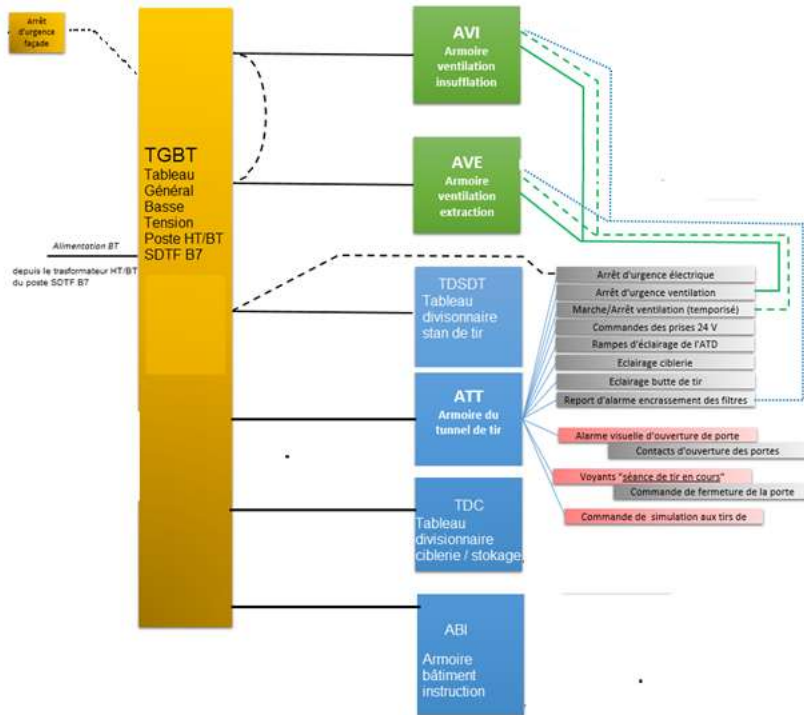 Arrêt
d'urgence
façade
TGBT
Tableau
Général
Basse
Tension
Poste HT/BT
SDTF B7
Alimentation BT
depuis le trasformateur HT/BT
du poste SDTF B7
AVI
Armoire
ventilation
insufflation
AVE
Armoire
ventilation
extraction
TDSDT
Tableau
divisonnaire
stan de tir
ATT
Armoire du
tunnel de tir
TDC
Tableau
divisionnaire
ciblerie / stokage
ABI
Armoire
bâtiment
instruction
Arrêt d'urgence électrique
Arrêt d'urgence ventilation
Marche/Arrêt ventilation (temporisé)
Commandes des prises 24 V
Rampes d'éclairage de l'ATD
Eclairage ciblerie
Eclairage butte de tir
Report d'alarme encrassement des filtres
Alarme visuelle d'ouverture de porte
Contacts d'ouverture des portes
Voyants "séance de tir en cours"
Commande de fermeture de la porte
Commande de simulation aux tirs de